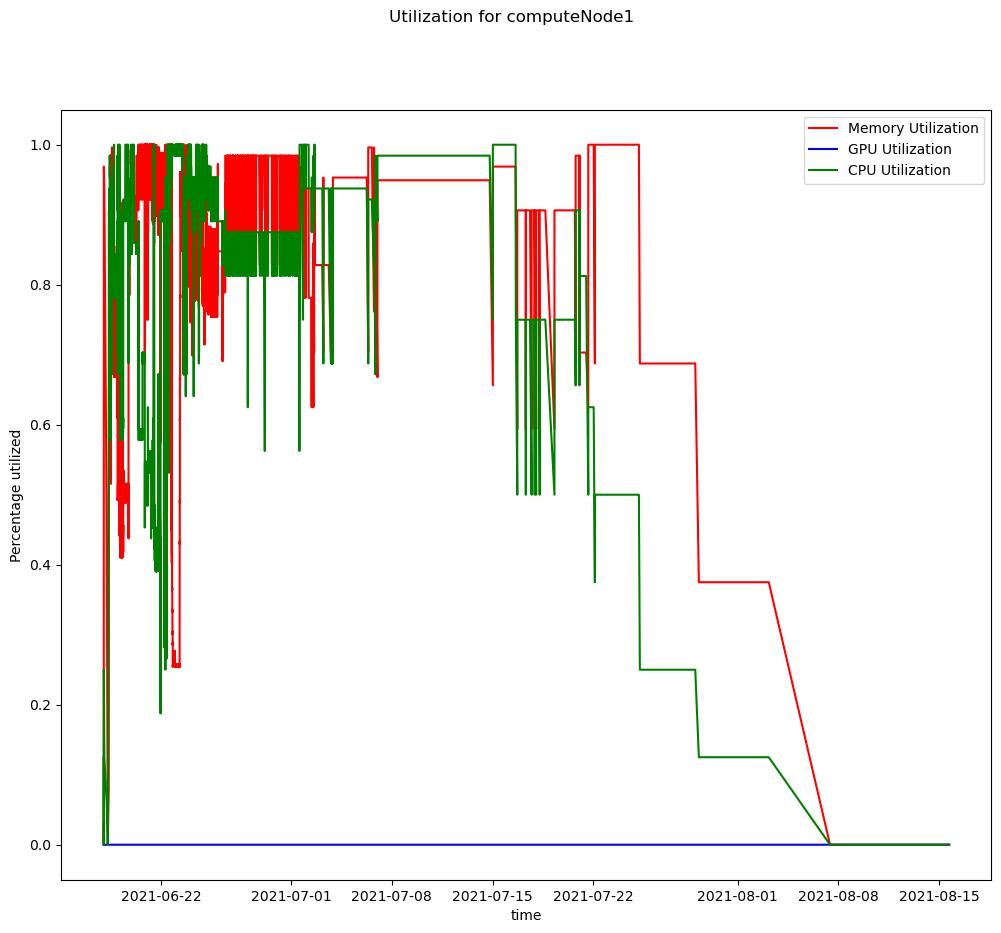 Utilization for computeNode1
Memory Utilization
GPU Utilization
CPU Utilization
Percentage utilized
1.0
0.8
0.6
0.4
0.2
0.0
2021-06-22 2021-07-01 2021-07-08 2021-07-15 2021-07-22 2021-08-01 2021-08-08 2021-08-15
time